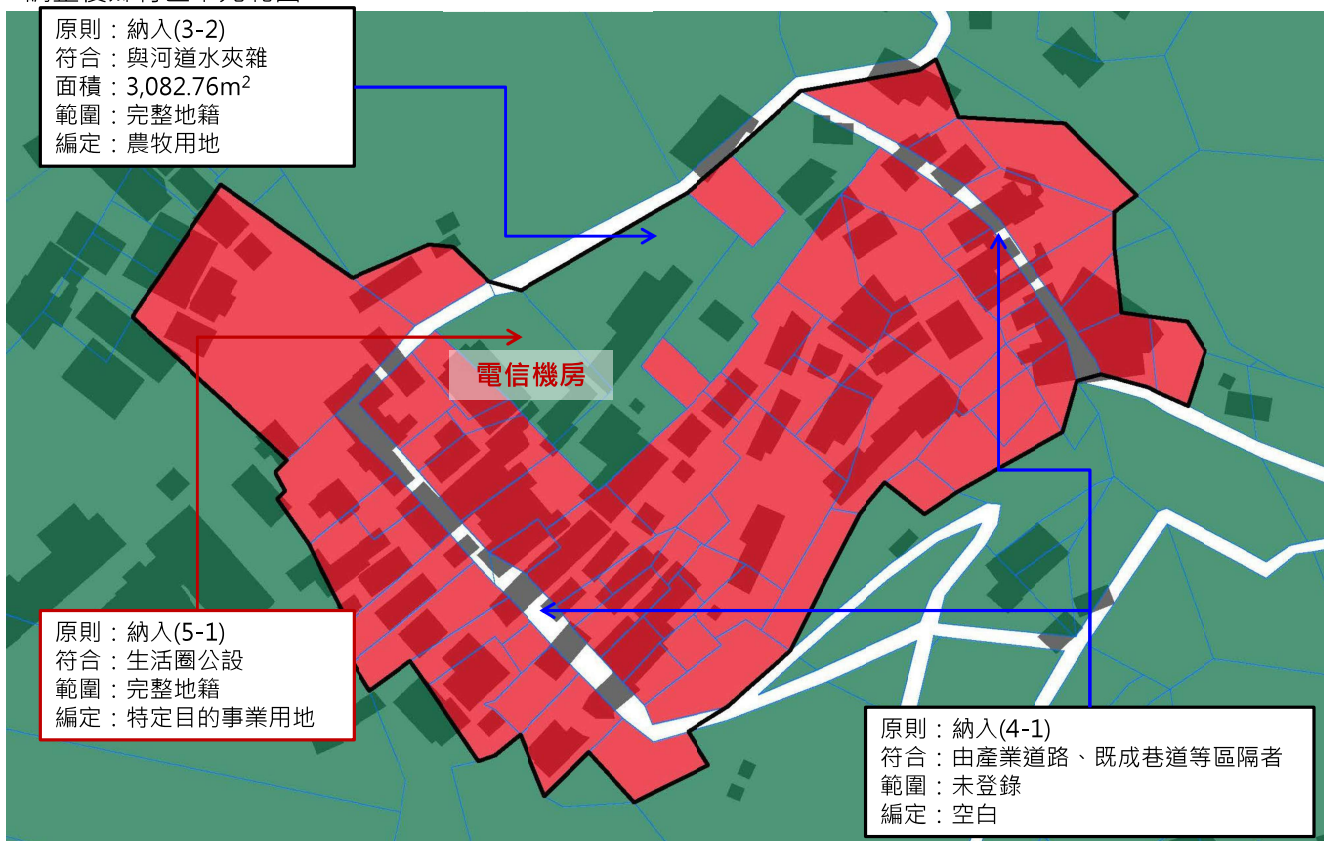 原則：納入(3-2)
符合：與河道水夾雜
面積：3,082.76m²
範圍：完整地籍
編定：農牧用地
電信機房
原則：納入(5-1)
符合：生活圈公設
範圍：完整地籍
編定：特定目的事業用地
原則：納入(4-1)
符合：由產業道路、既成巷道等區隔者
範圍：未登錄
編定：空白